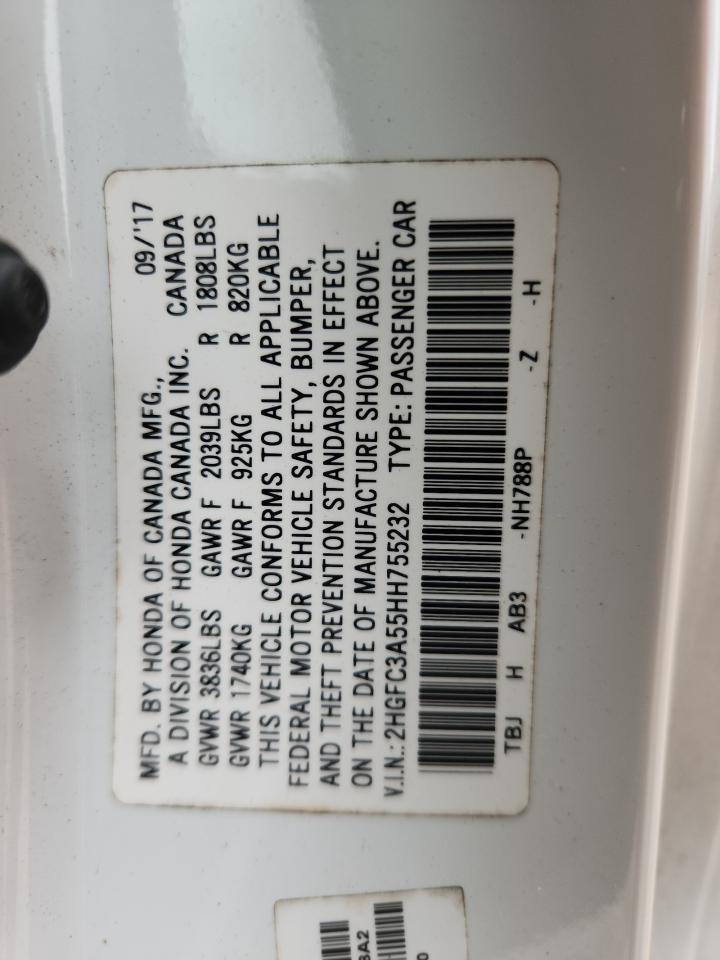 MFD. BY HONDA OF CANADA MFG., 09/'17
A DIVISION OF HONDA CANADA INC. CANADA
GVWR 3836LBS GAWR F 2039LBS R 1808LBS
GVWR 1740KG GAWR F 925KG R 820KG
THIS VEHICLE CONFORMS TO ALL APPLICABLE
FEDERAL MOTOR VEHICLE SAFETY, BUMPER,
AND THEFT PREVENTION STANDARDS IN EFFECT
ON THE DATE OF MANUFACTURE SHOWN ABOVE.
V.I.N.: 2HGFC3A55HH755232 TYPE: PASSENGER CAR
TBJ H AB3 -NH788P -Z -H